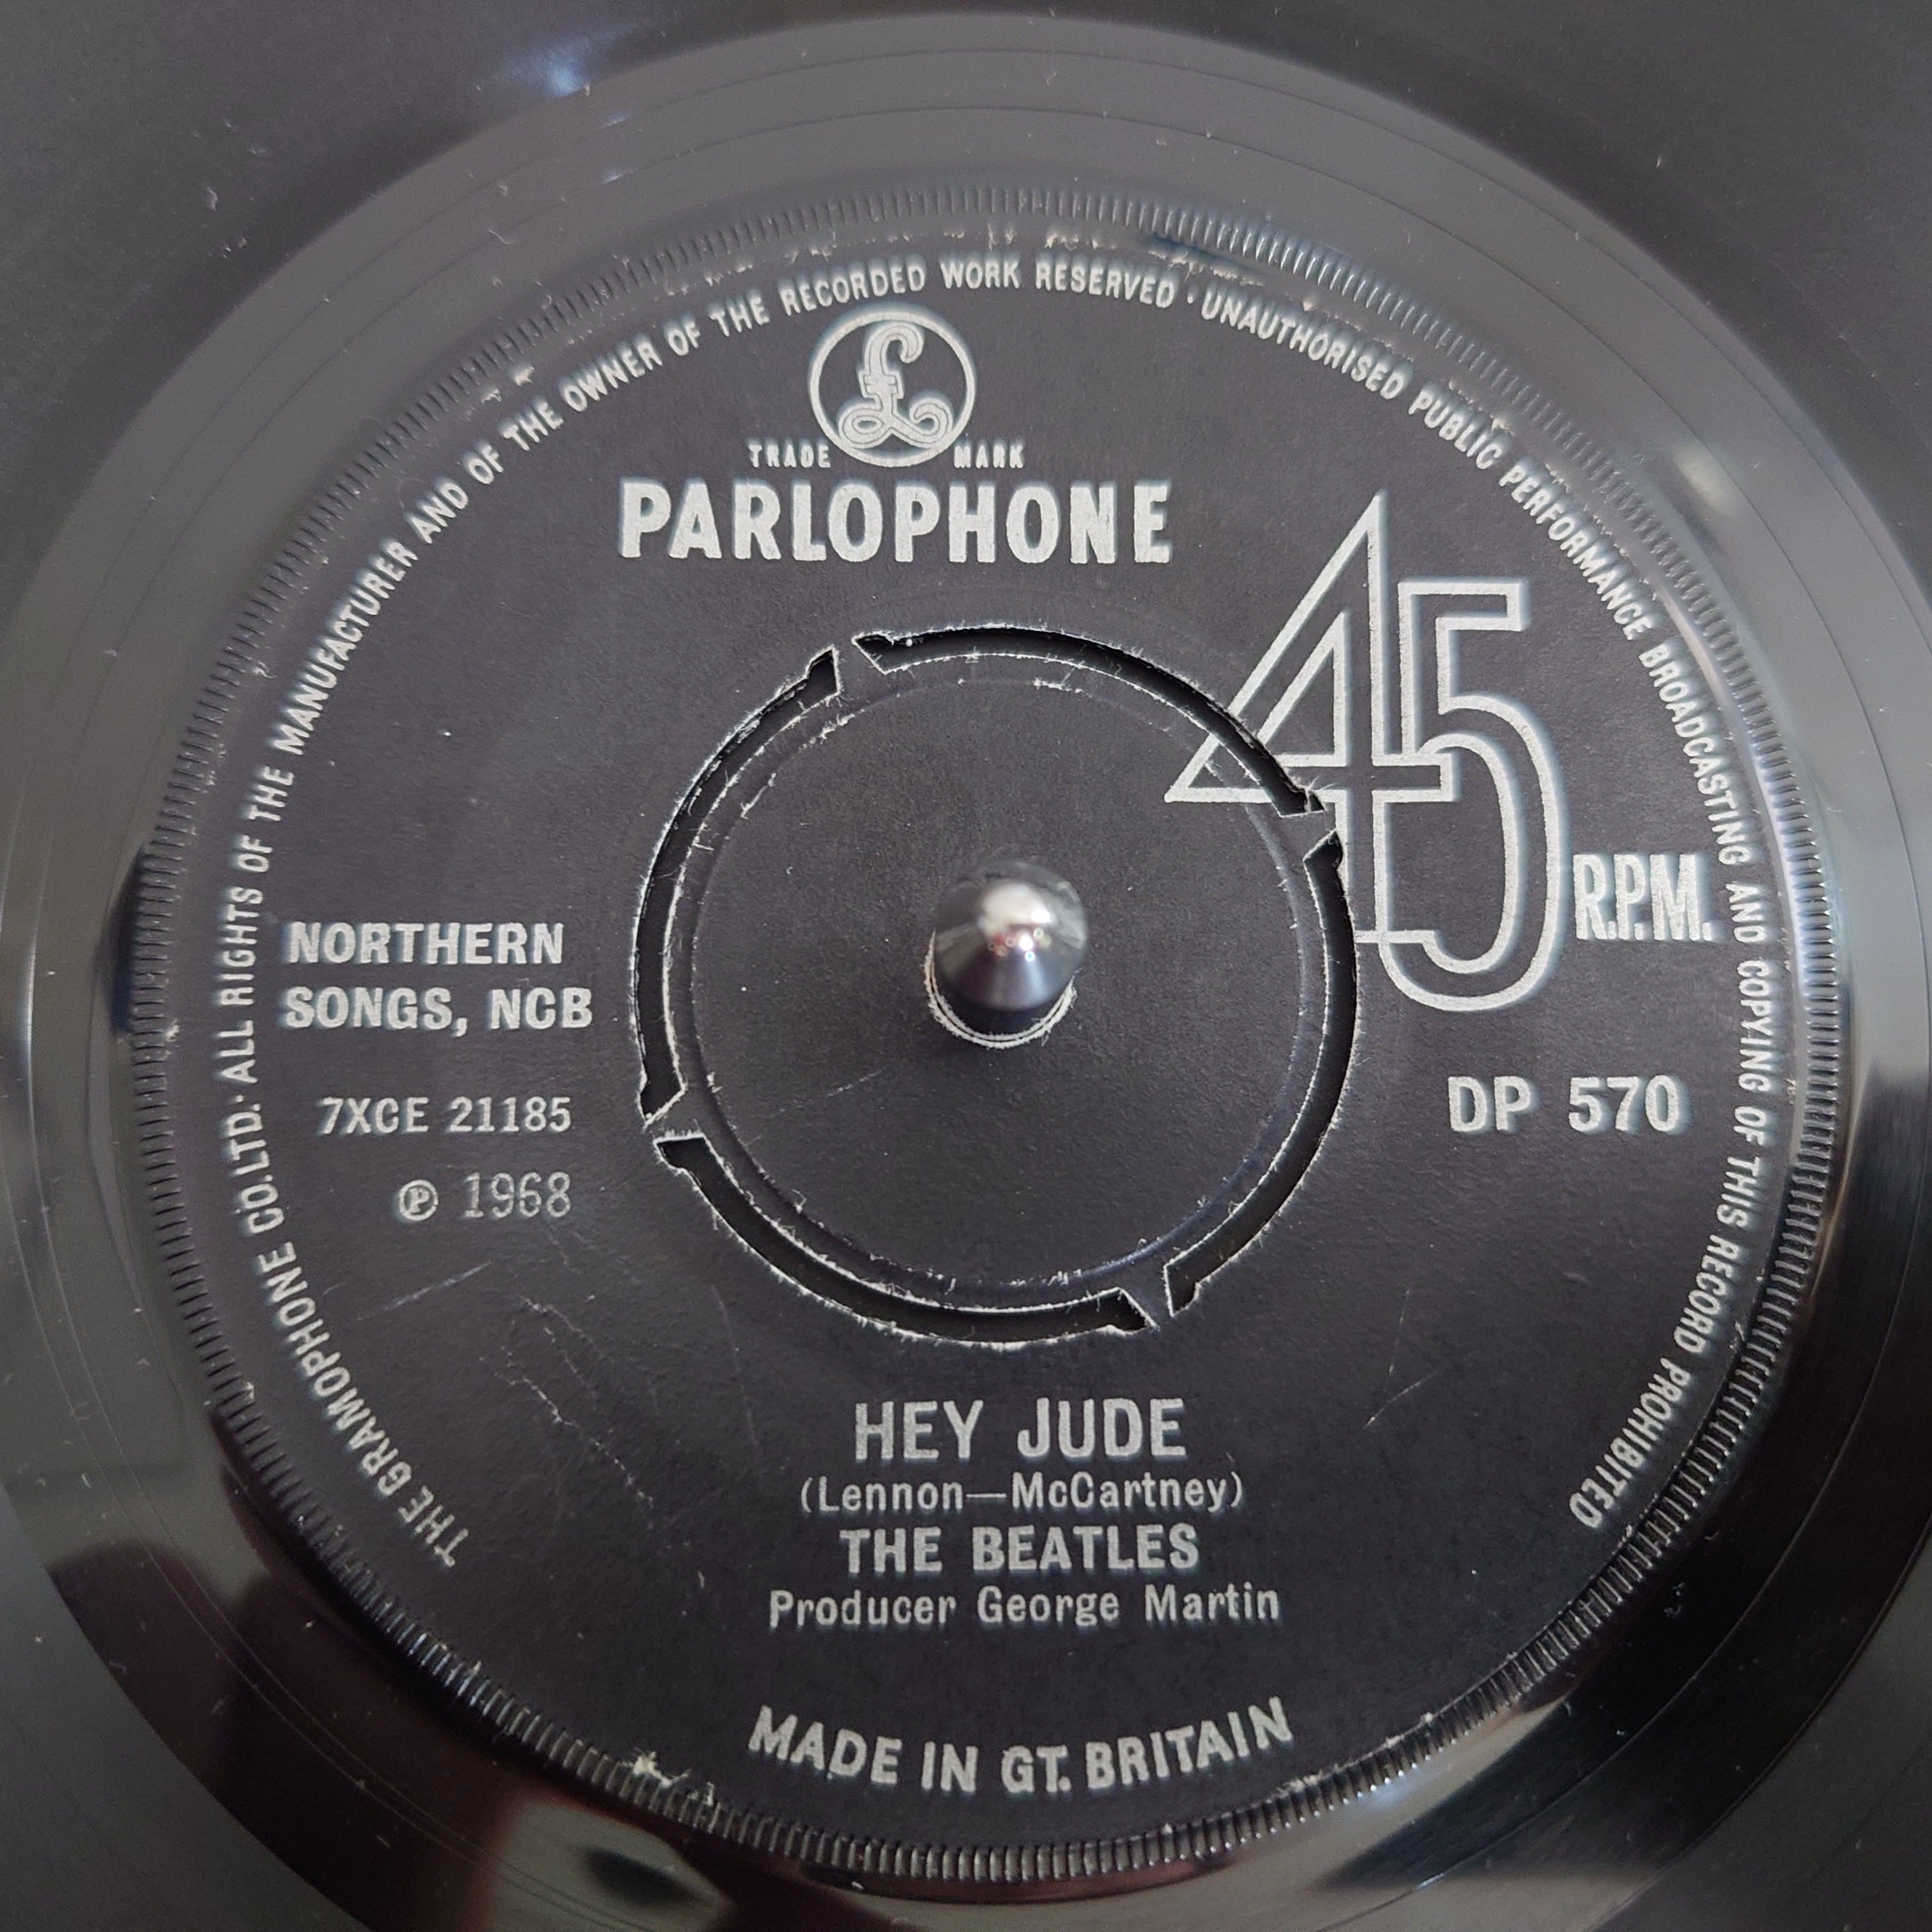 THE GRAMOPHONE CO.LTD. · ALL RIGHTS OF THE MANUFACTURER AND OF THE OWNER OF THE RECORDED WORK RESERVED · UNAUTHORISED PUBLIC PERFORMANCE BROADCASTING AND COPYING OF THIS RECORD PROHIBITED
£
TRADE MARK
PARLOPHONE
45 R.P.M.
NORTHERN
SONGS, NCB
7XCE 21185
℗ 1968
DP 570
HEY JUDE
(Lennon—McCartney)
THE BEATLES
Producer George Martin
MADE IN GT. BRITAIN